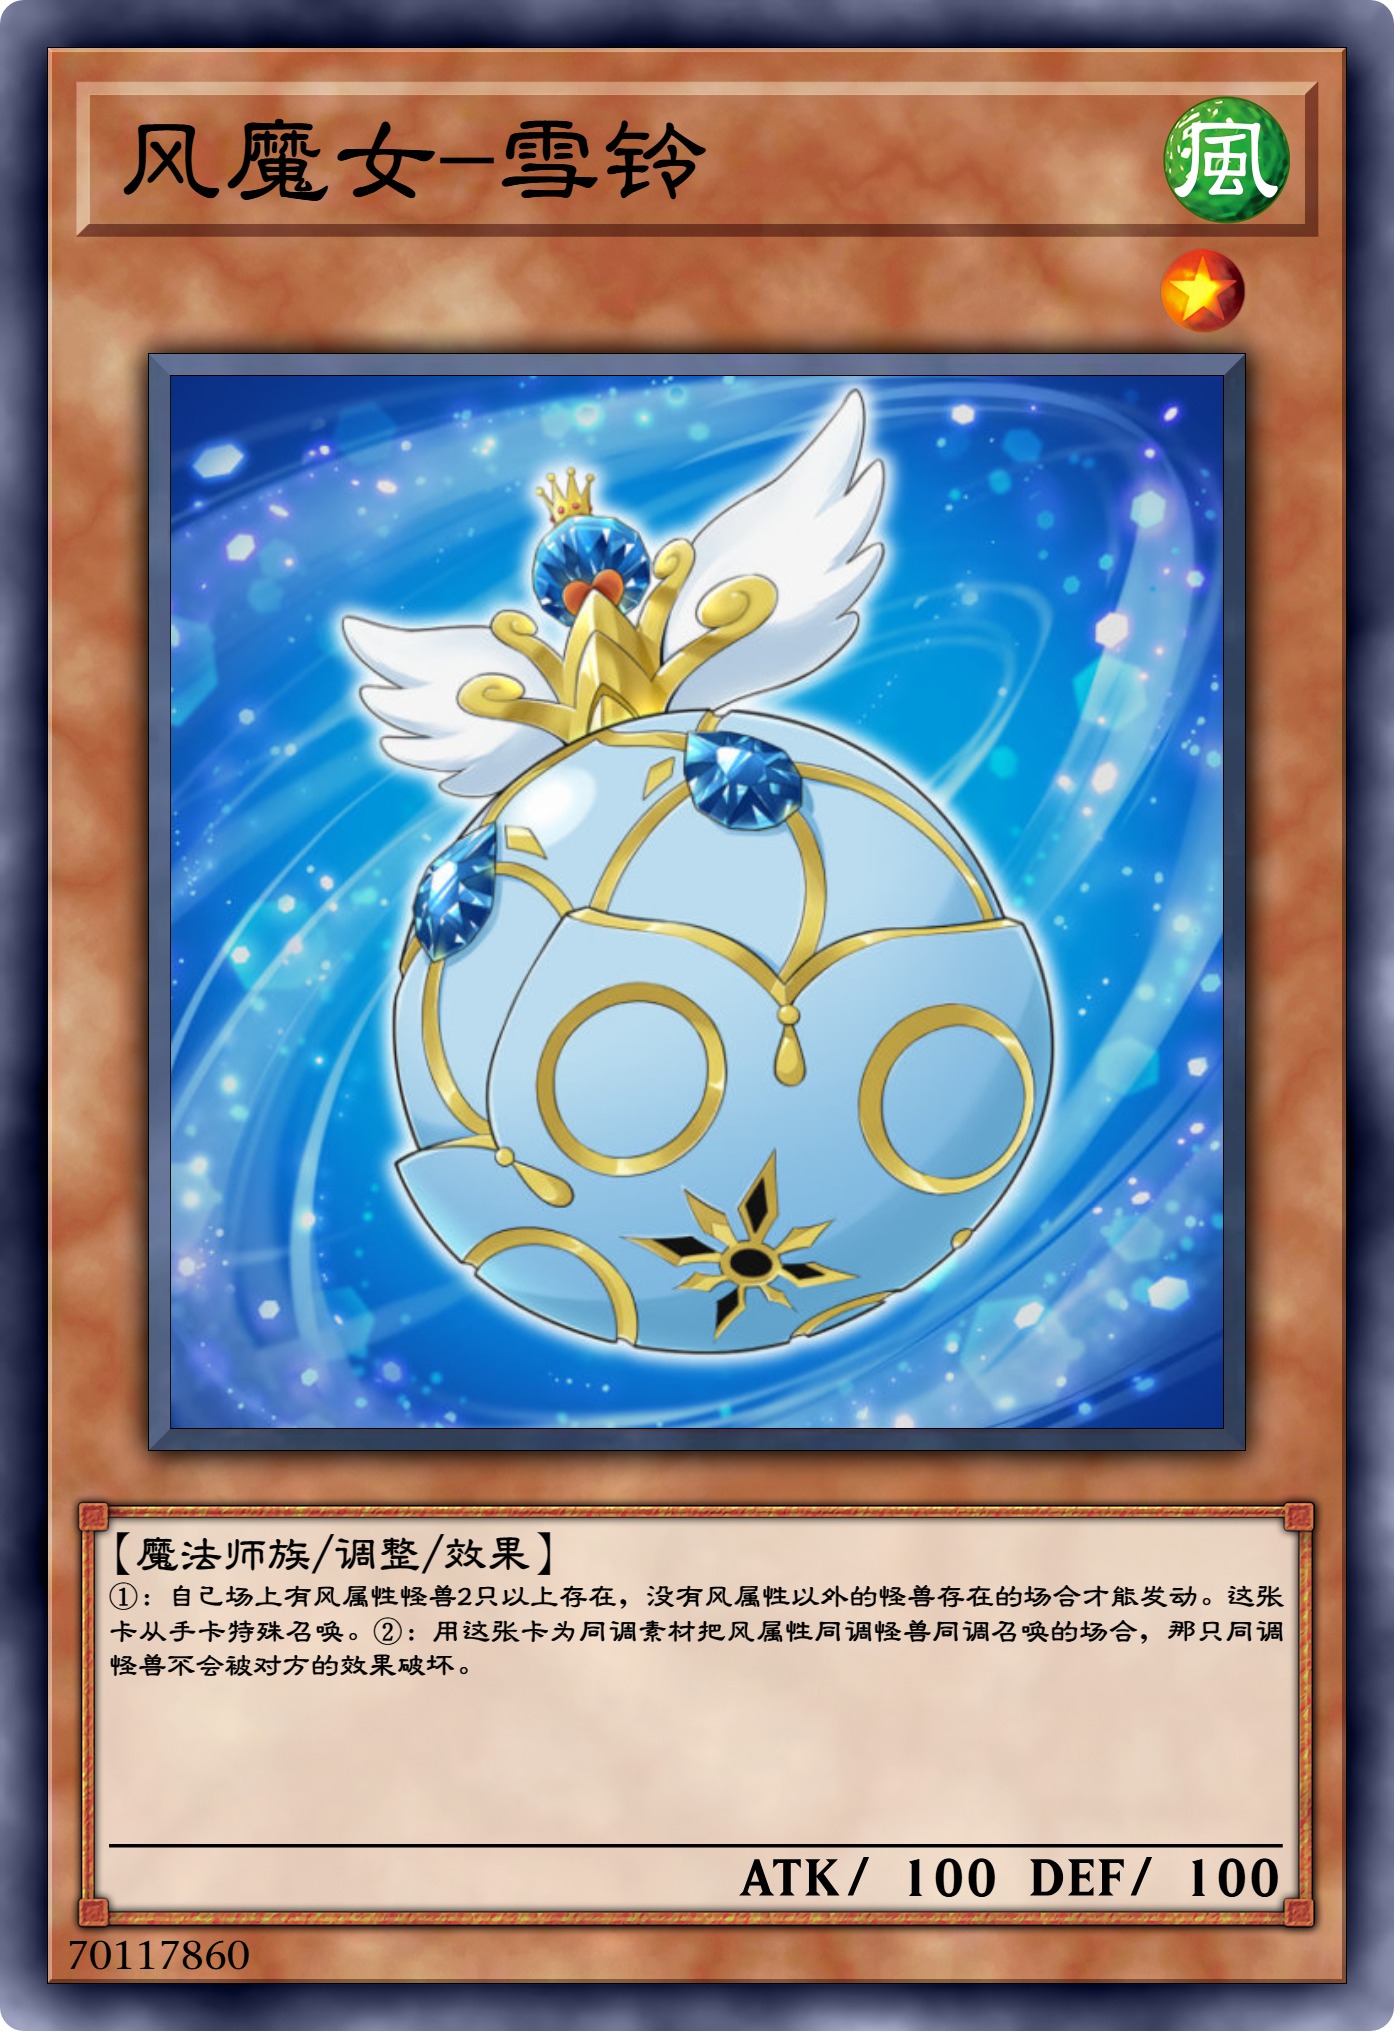 风魔女-雪铃
風
【魔法师族/调整/效果】
①：自己场上有风属性怪兽2只以上存在，没有风属性以外的怪兽存在的场合才能发动。这张
卡从手卡特殊召唤。②：用这张卡为同调素材把风属性同调怪兽同调召唤的场合，那只同调
怪兽不会被对方的效果破坏。
ATK/ 100 DEF/ 100
70117860